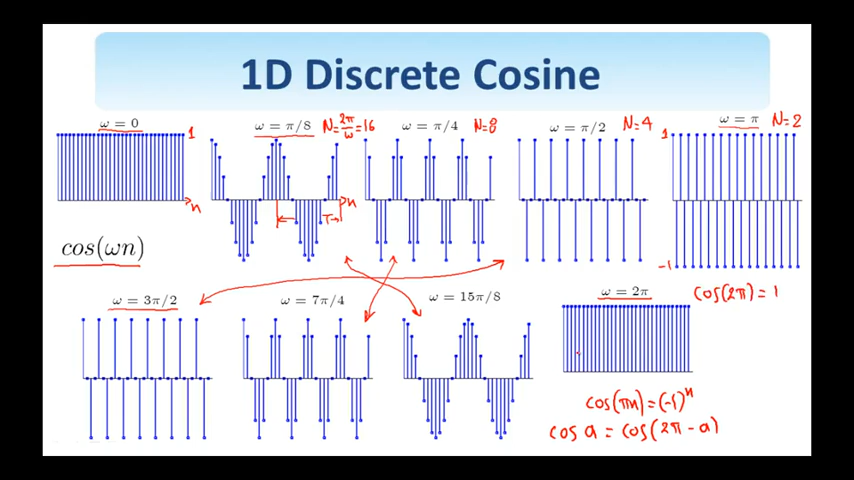 1D Discrete Cosine
ω = 0
1
n
ω = π/8
N = 2π/ω = 16
n
T
ω = π/4
N=8
ω = π/2
N=4
ω = π
N=2
1
-1
cos(ωn)
cos(2π) = 1
ω = 3π/2
ω = 7π/4
ω = 15π/8
ω = 2π
cos(πn) = (-1)ⁿ
cos a = cos(2π - a)